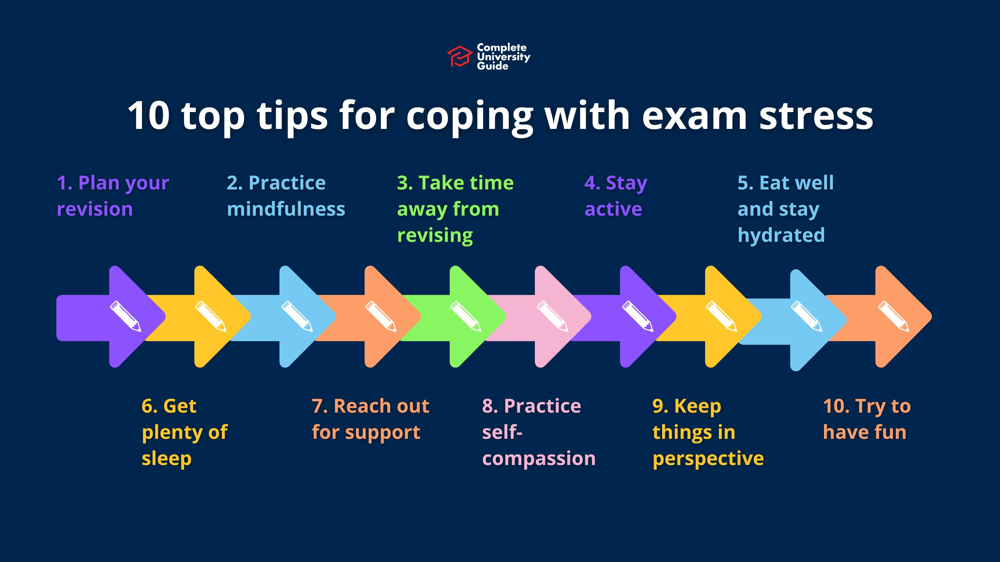 Complete
University
Guide
10 top tips for coping with exam stress
1. Plan your
revision
2. Practice
mindfulness
3. Take time
away from
revising
4. Stay
active
5. Eat well
and stay
hydrated
6. Get
plenty of
sleep
7. Reach out
for support
8. Practice
self-
compassion
9. Keep
things in
perspective
10. Try to
have fun